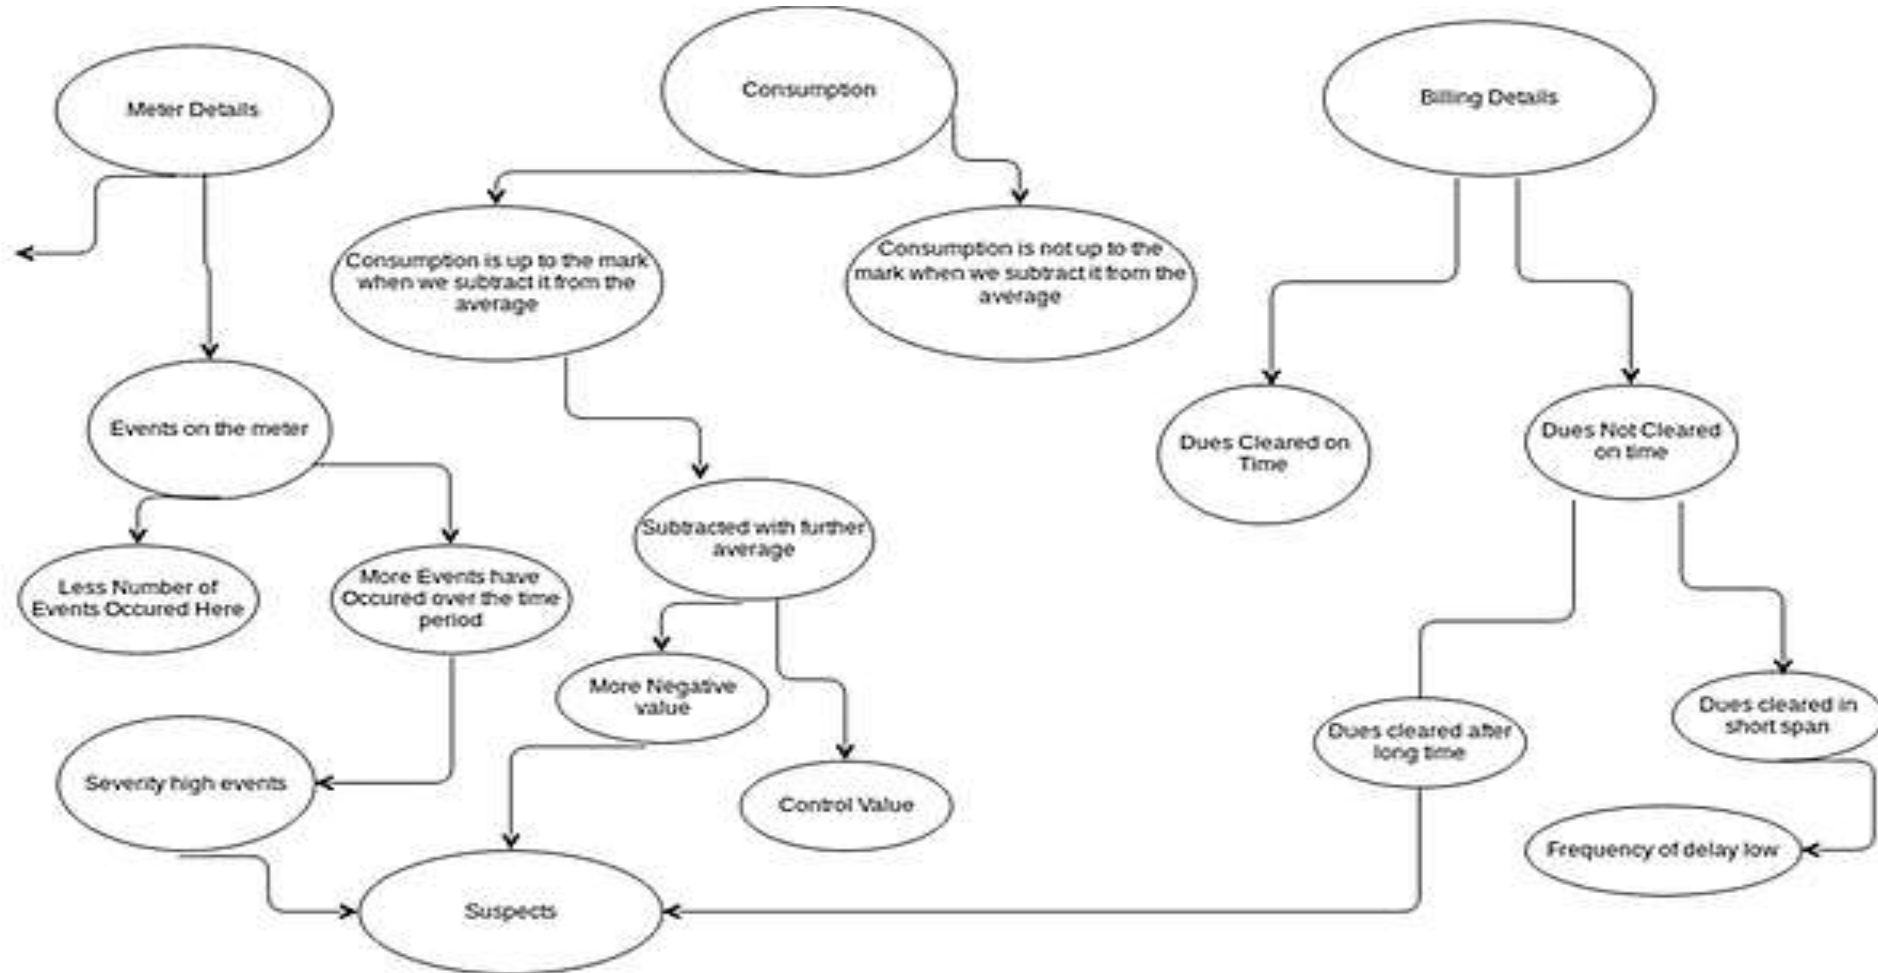 Meter Details
Consumption
Billing Details
Consumption is up to the mark
when we subtract it from the
average
Consumption is not up to the
mark when we subtract it from the
average
Events on the meter
Dues Cleared on
Time
Dues Not Cleared
on time
Subtracted with further
average
Less Number of
Events Occured Here
More Events have
Occured over the time
period
More Negative
value
Dues cleared after
long time
Dues cleared in
short span
Severity high events
Control Value
Frequency of delay low
Suspects